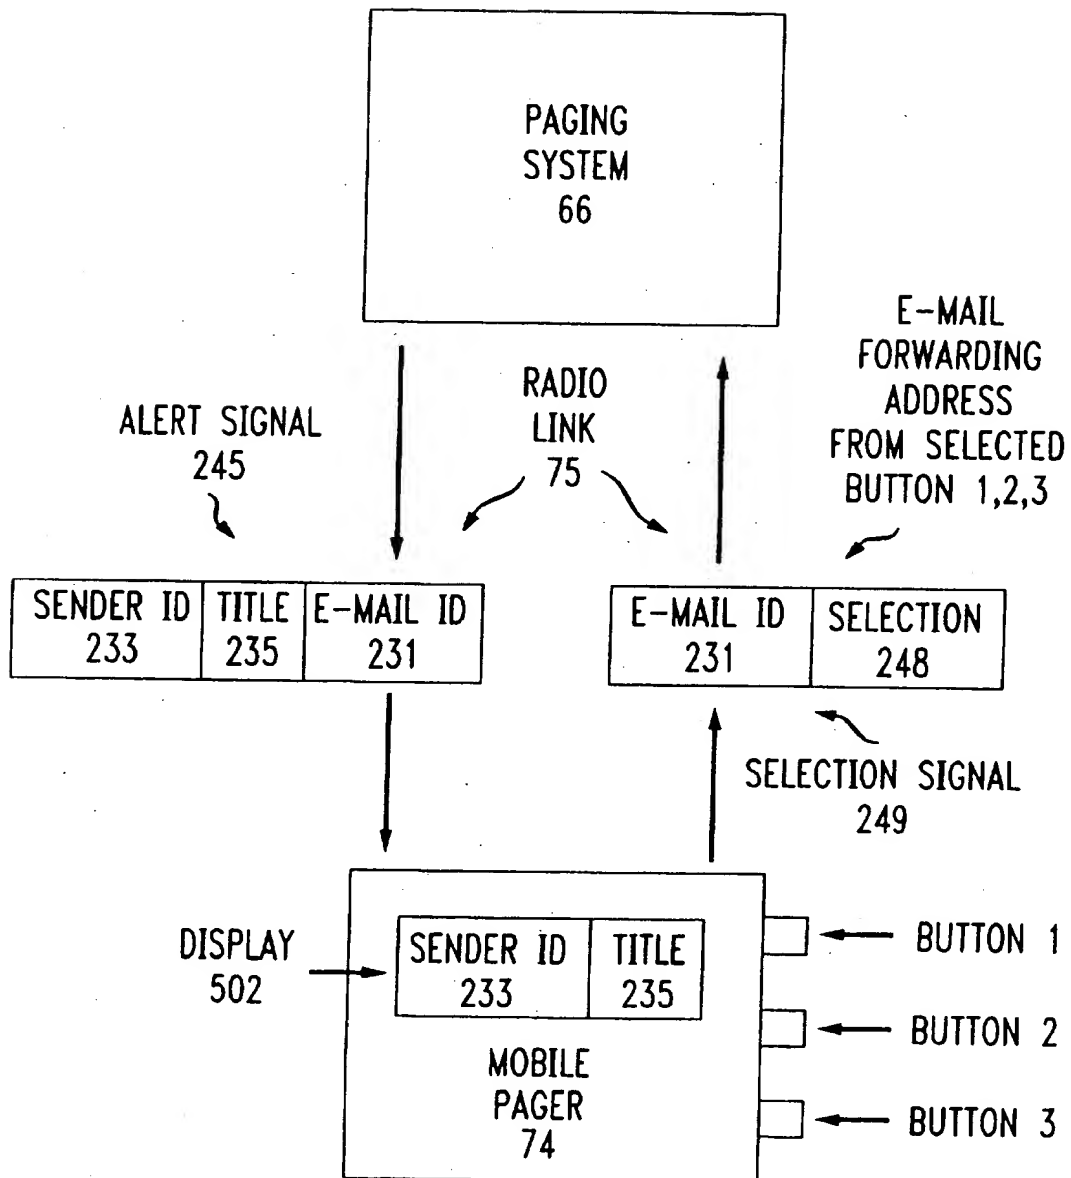 PAGING
SYSTEM
66
E-MAIL
FORWARDING
ADDRESS
FROM SELECTED
BUTTON 1,2,3
RADIO
LINK
75
ALERT SIGNAL
245
SENDER ID
233
TITLE
235
E-MAIL ID
231
E-MAIL ID
231
SELECTION
248
SELECTION SIGNAL
249
DISPLAY
502
SENDER ID
233
TITLE
235
MOBILE
PAGER
74
BUTTON 1
BUTTON 2
BUTTON 3